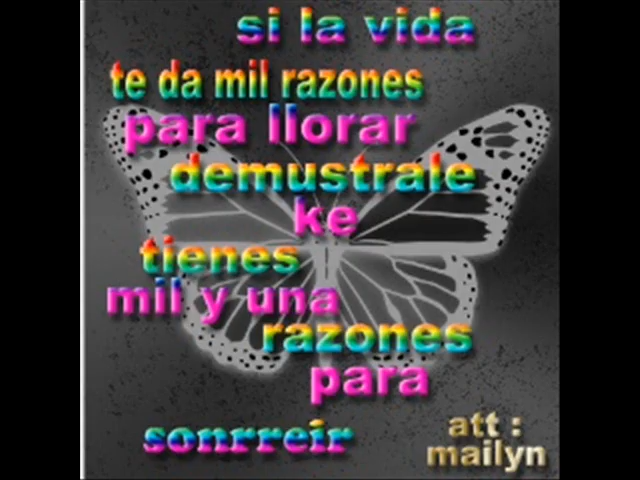 si la vida
te da mil razones
para llorar
demustrale
ke
tienes
mil y una
razones
para
sonrreir
att :
mailyn